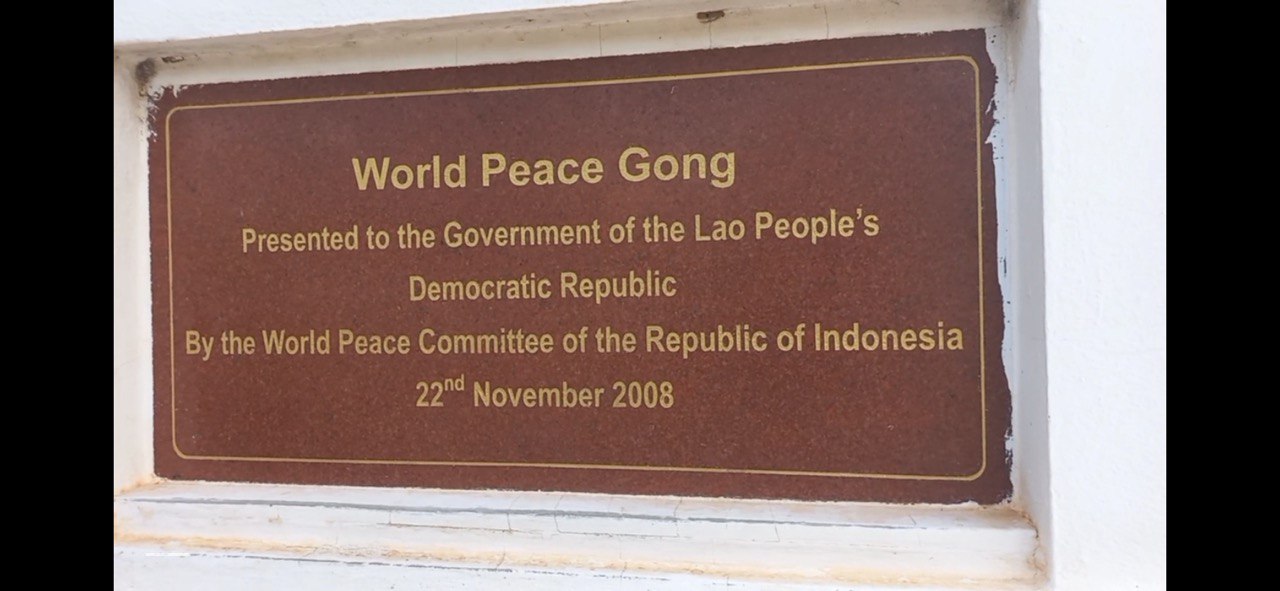 World Peace Gong
Presented to the Government of the Lao People’s
Democratic Republic
By the World Peace Committee of the Republic of Indonesia
22nd November 2008